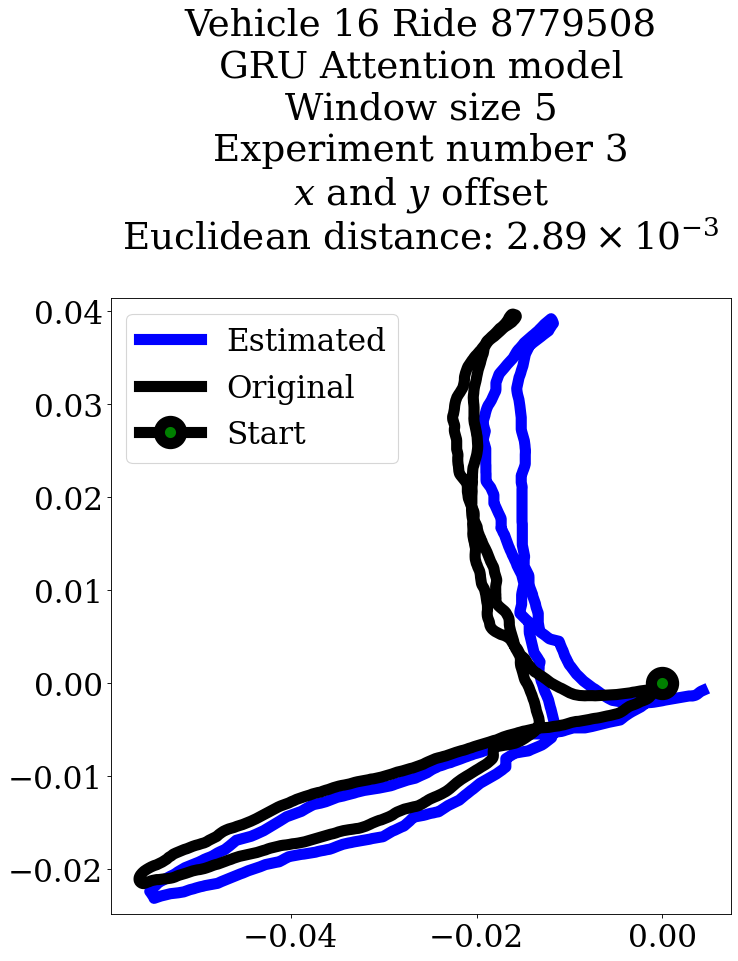 Vehicle 16 Ride 8779508
GRU Attention model
Window size 5
Experiment number 3
x and y offset
Euclidean distance: 2.89 × 10⁻³
0.04
0.03
0.02
0.01
0.00
−0.01
−0.02
Estimated
Original
Start
−0.04
−0.02
0.00